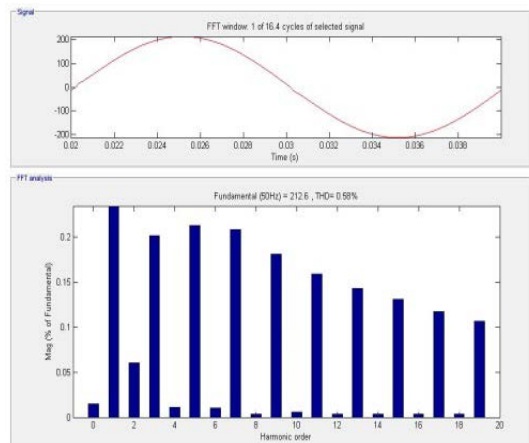 Signal
FFT window: 1 of 16.4 cycles of selected signal
200
100
0
-100
-200
0.02 0.022 0.024 0.026 0.028 0.03 0.032 0.034 0.036 0.038
Time (s)
FFT analysis
Fundamental (50Hz) = 212.6 , THD= 0.58%
Mag (% of Fundamental)
0.2
0.15
0.1
0.05
0
0 2 4 6 8 10 12 14 16 18 20
Harmonic order